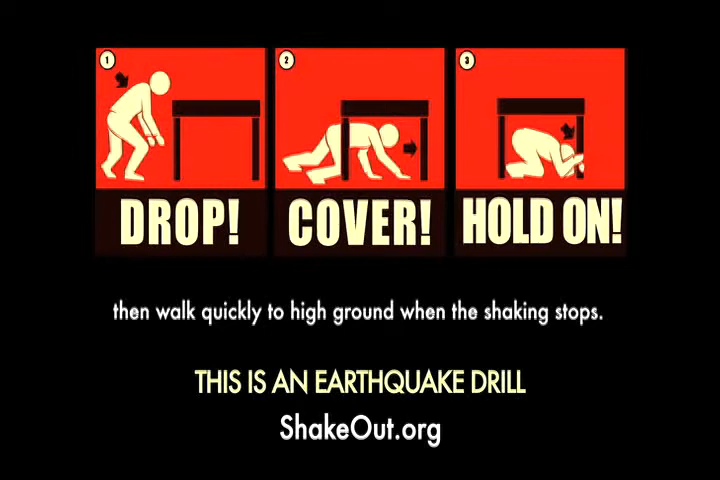 1
2
3
DROP!
COVER!
HOLD ON!
then walk quickly to high ground when the shaking stops.
THIS IS AN EARTHQUAKE DRILL
ShakeOut.org